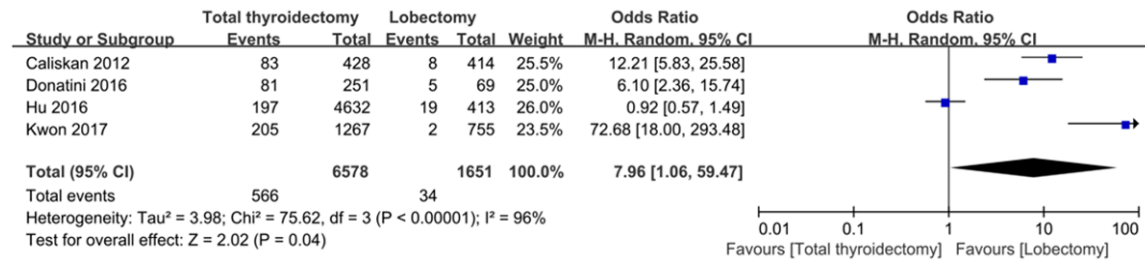 Total thyroidectomy Lobectomy Odds Ratio Odds Ratio
Study or Subgroup Events Total Events Total Weight M-H, Random, 95% CI M-H, Random, 95% CI
Caliskan 2012 83 428 8 414 25.5% 12.21 [5.83, 25.58]
Donatini 2016 81 251 5 69 25.0% 6.10 [2.36, 15.74]
Hu 2016 197 4632 19 413 26.0% 0.92 [0.57, 1.49]
Kwon 2017 205 1267 2 755 23.5% 72.68 [18.00, 293.48]
Total (95% CI) 6578 1651 100.0% 7.96 [1.06, 59.47]
Total events 566 34
Heterogeneity: Tau² = 3.98; Chi² = 75.62, df = 3 (P < 0.00001); I² = 96%
Test for overall effect: Z = 2.02 (P = 0.04)
0.01 0.1 1 10 100
Favours [Total thyroidectomy] Favours [Lobectomy]